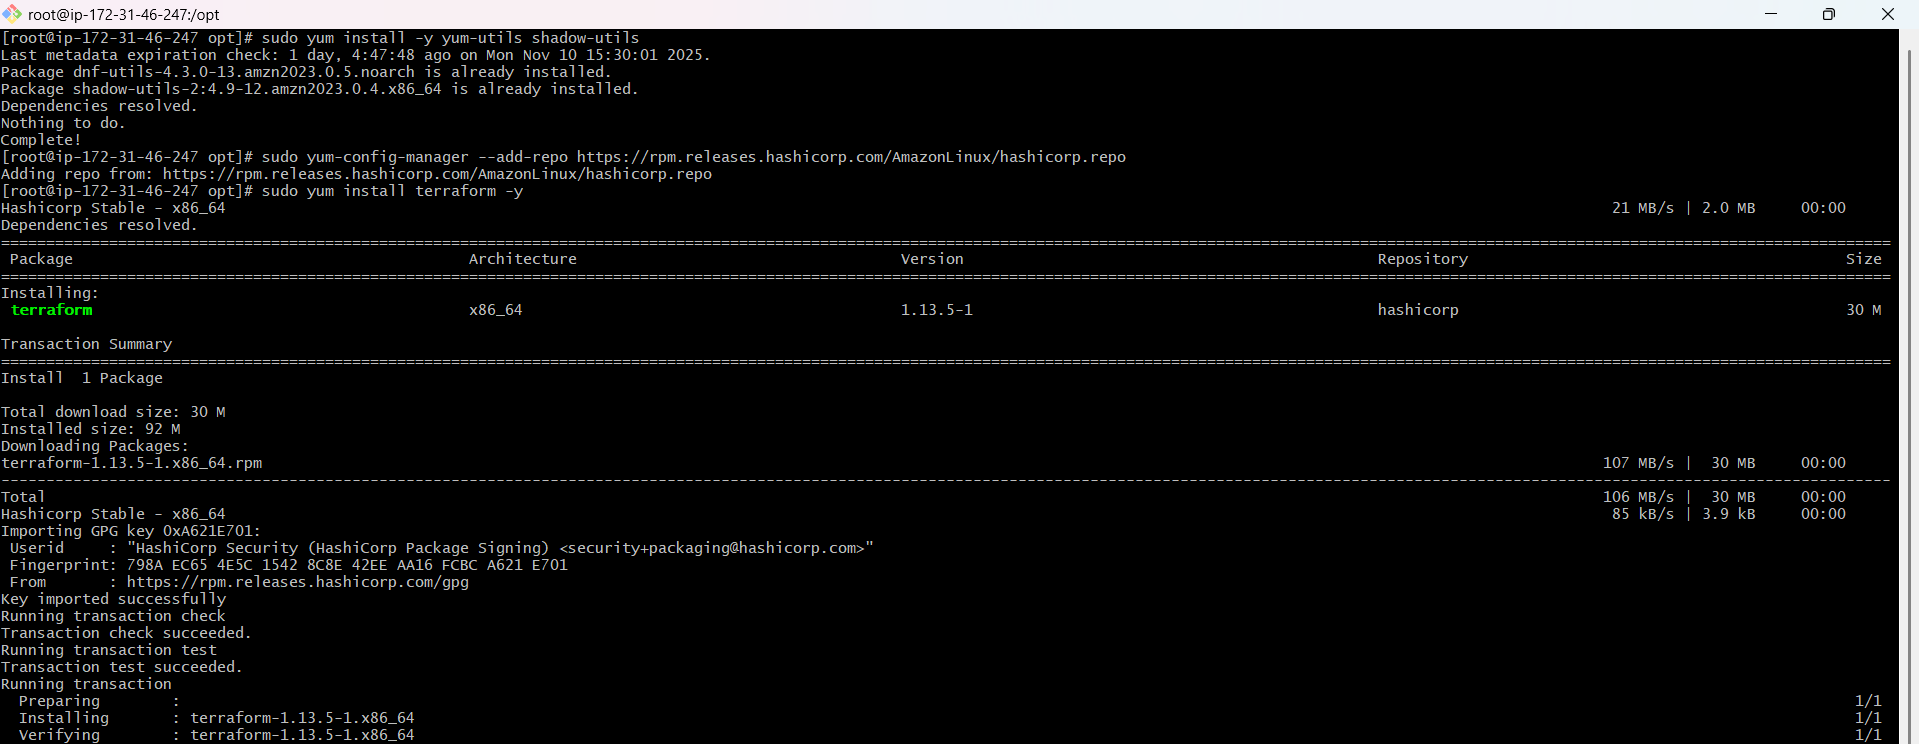 root@ip-172-31-46-247:/opt
[root@ip-172-31-46-247 opt]# sudo yum install -y yum-utils shadow-utils
Last metadata expiration check: 1 day, 4:47:48 ago on Mon Nov 10 15:30:01 2025.
Package dnf-utils-4.3.0-13.amzn2023.0.5.noarch is already installed.
Package shadow-utils-2:4.9-12.amzn2023.0.4.x86_64 is already installed.
Dependencies resolved.
Nothing to do.
Complete!
[root@ip-172-31-46-247 opt]# sudo yum-config-manager --add-repo https://rpm.releases.hashicorp.com/AmazonLinux/hashicorp.repo
Adding repo from: https://rpm.releases.hashicorp.com/AmazonLinux/hashicorp.repo
[root@ip-172-31-46-247 opt]# sudo yum install terraform -y
Hashicorp Stable - x86_64 21 MB/s | 2.0 MB 00:00
Dependencies resolved.
Package Architecture Version Repository Size
Installing:
terraform x86_64 1.13.5-1 hashicorp 30 M
Transaction Summary
Install 1 Package
Total download size: 30 M
Installed size: 92 M
Downloading Packages:
terraform-1.13.5-1.x86_64.rpm 107 MB/s | 30 MB 00:00
Total 106 MB/s | 30 MB 00:00
Hashicorp Stable - x86_64 85 kB/s | 3.9 kB 00:00
Importing GPG key 0xA621E701:
Userid : "HashiCorp Security (HashiCorp Package Signing) <security+packaging@hashicorp.com>"
Fingerprint: 798A EC65 4E5C 1542 8C8E 42EE AA16 FCBC A621 E701
From : https://rpm.releases.hashicorp.com/gpg
Key imported successfully
Running transaction check
Transaction check succeeded.
Running transaction test
Transaction test succeeded.
Running transaction
Preparing : 1/1
Installing : terraform-1.13.5-1.x86_64 1/1
Verifying : terraform-1.13.5-1.x86_64 1/1